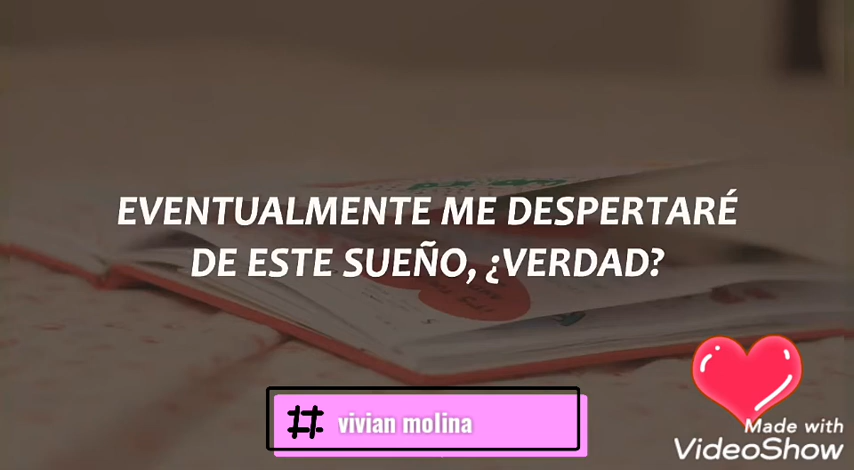 EVENTUALMENTE ME DESPERTARÉ
DE ESTE SUEÑO, ¿VERDAD?
# vivian molina
Made with
VideoShow